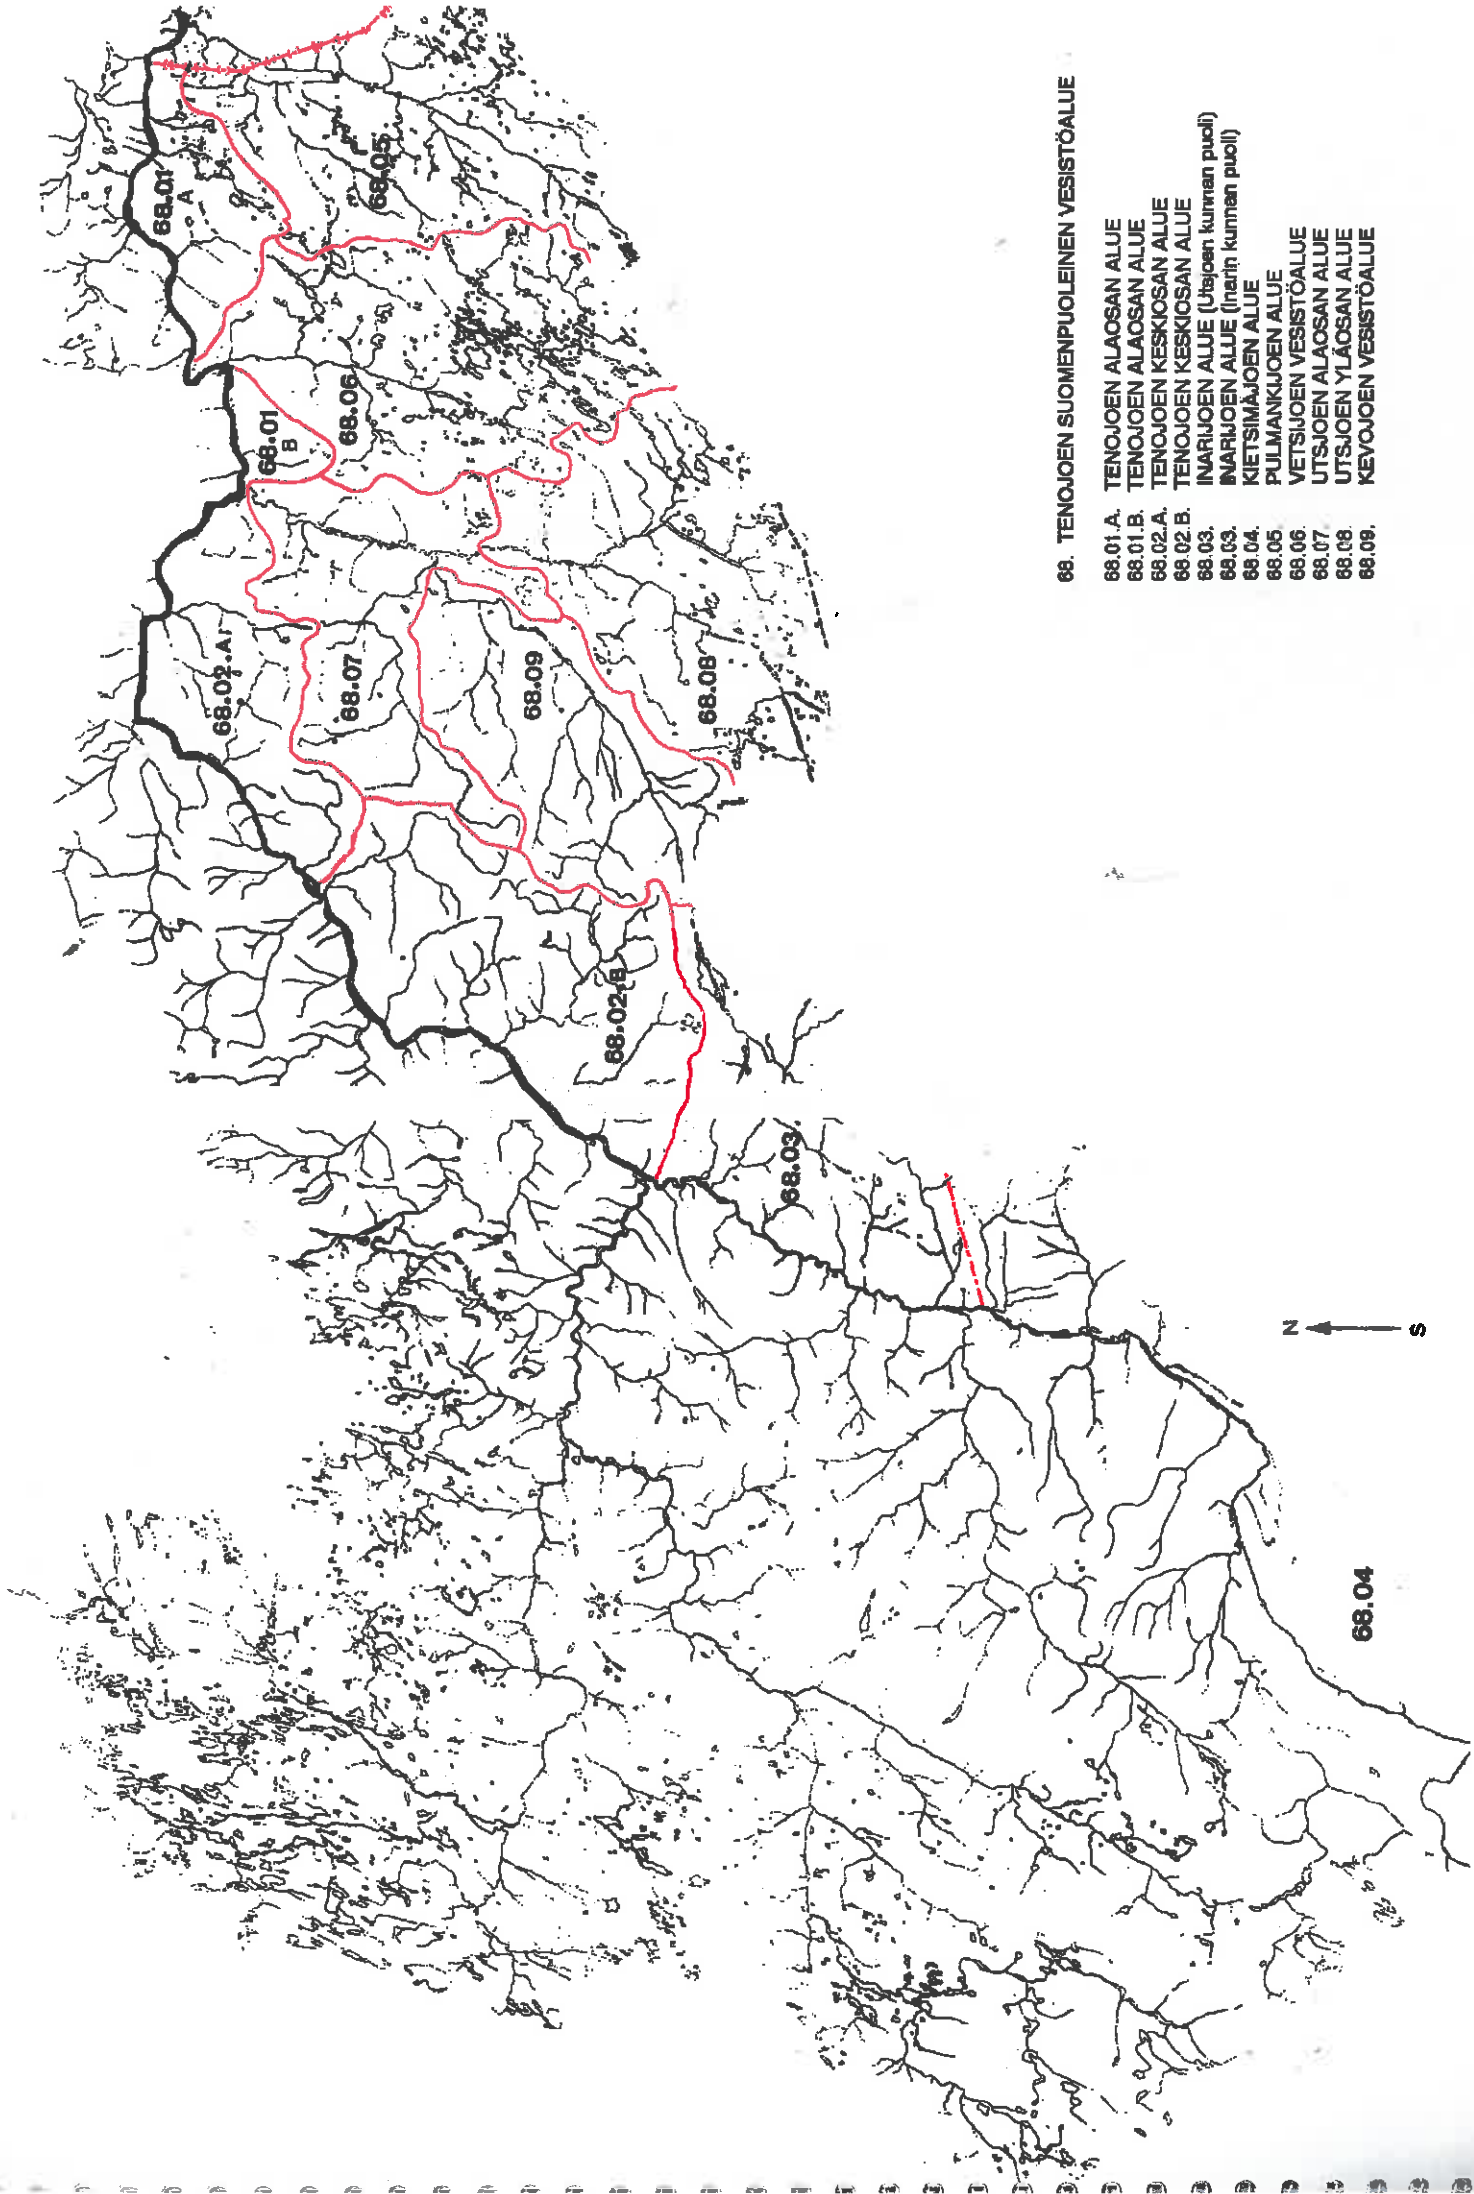 68. TENOJOEN SUOMENPUOLEINEN VESISTÖALUE
68.01.A. TENOJOEN ALAOSAN ALUE
68.01.B. TENOJOEN ALAOSAN ALUE
68.02.A. TENOJOEN KESKIOSAN ALUE
68.02.B. TENOJOEN KESKIOSAN ALUE
68.03. INARIJOEN ALUE (Utsjoen kunnan puoli)
68.03. INARIJOEN ALUE (Inarin kunnan puoli)
68.04. KIETSIMÄJOEN ALUE
68.05 PULMANKIJOEN ALUE
68.06 VETSIJOEN VESISTÖALUE
68.07. UTSJOEN ALAOSAN ALUE
68.08 UTSJOEN YLÄOSAN ALUE
68.09. KEVOJOEN VESISTÖALUE
68.01
A
68.05
68.01
B
68.06
68.02.A
68.07
68.09
68.08
68.02.B
68.03
68.04
N
S